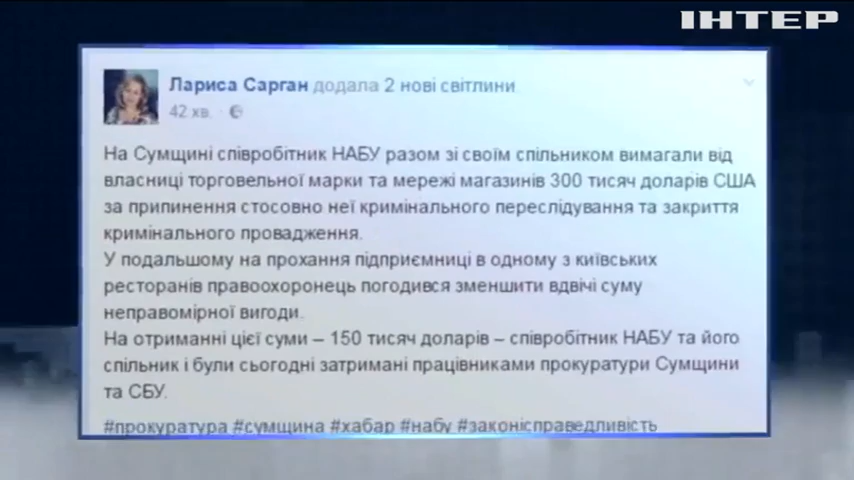 ІНТЕР
Лариса Сарган додала 2 нові світлини
42 хв.
На Сумщині співробітник НАБУ разом зі своїм спільником вимагали від
власниці торговельної марки та мережі магазинів 300 тисяч доларів США
за припинення стосовно неї кримінального переслідування та закриття
кримінального провадження.
У подальшому на прохання підприємниці в одному з київських
ресторанів правоохоронець погодився зменшити вдвічі суму
неправомірної вигоди.
На отриманні цієї суми – 150 тисяч доларів – співробітник НАБУ та його
спільник і були сьогодні затримані працівниками прокуратури Сумщини
та СБУ.
#прокуратура #сумщина #хабар #набу #законісправедливість